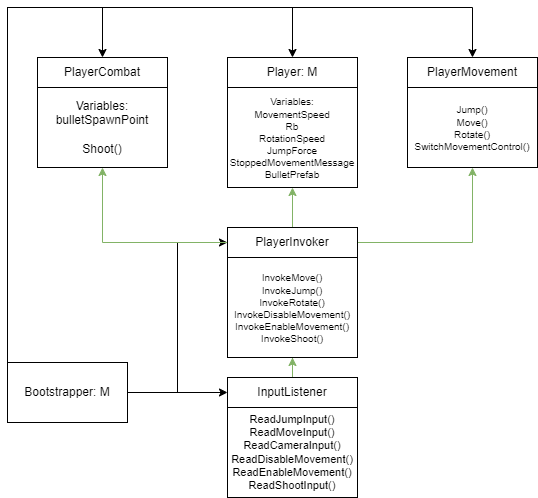 PlayerCombat
Variables:
bulletSpawnPoint
Shoot()
Player: M
Variables:
MovementSpeed
Rb
RotationSpeed
JumpForce
StoppedMovementMessage
BulletPrefab
PlayerMovement
Jump()
Move()
Rotate()
SwitchMovementControl()
PlayerInvoker
InvokeMove()
InvokeJump()
InvokeRotate()
InvokeDisableMovement()
InvokeEnableMovement()
InvokeShoot()
Bootstrapper: M
InputListener
ReadJumpInput()
ReadMoveInput()
ReadCameraInput()
ReadDisableMovement()
ReadEnableMovement()
ReadShootInput()